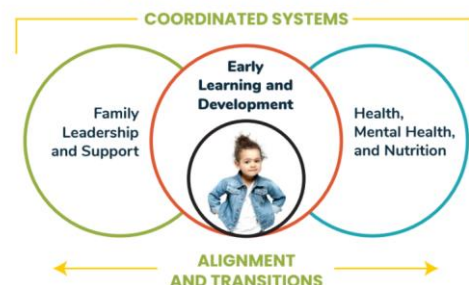 COORDINATED SYSTEMS
Early
Learning and
Development
Family
Leadership
and Support
Health,
Mental Health,
and Nutrition
ALIGNMENT
AND TRANSITIONS